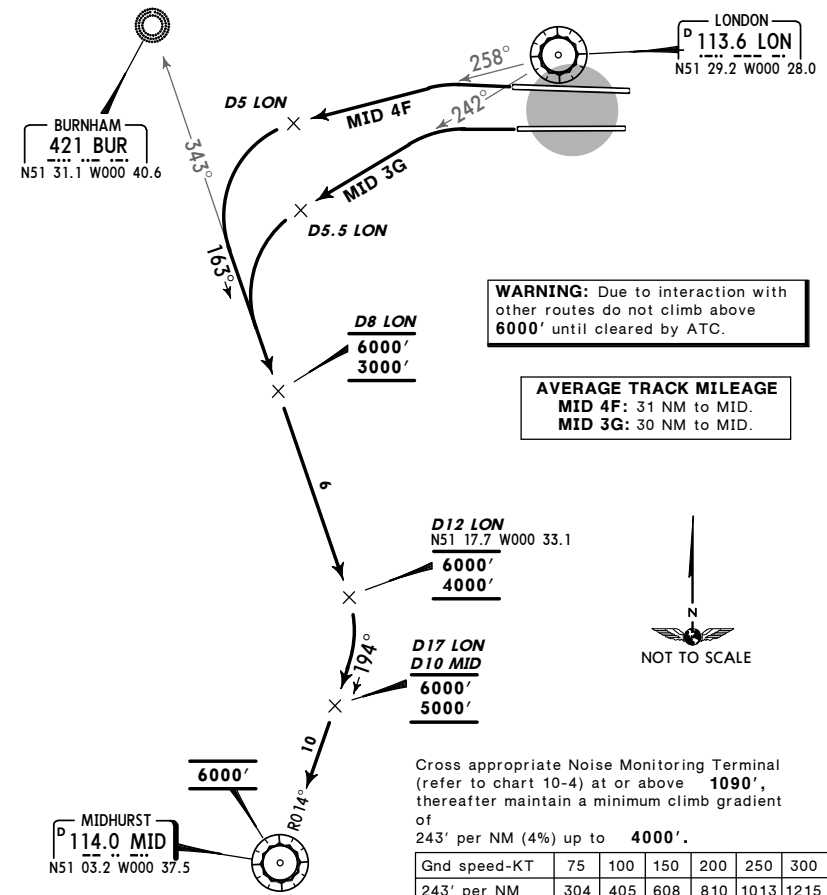 LONDON
D 113.6 LON
N51 29.2 W000 28.0
258°
242°
D5 LON
MID 4F
BURNHAM
421 BUR
N51 31.1 W000 40.6
343°
MID 3G
D5.5 LON
163°
WARNING: Due to interaction with
other routes do not climb above
6000' until cleared by ATC.
D8 LON
6000'
3000'
AVERAGE TRACK MILEAGE
MID 4F: 31 NM to MID.
MID 3G: 30 NM to MID.
9
D12 LON
N51 17.7 W000 33.1
6000'
4000'
N
NOT TO SCALE
194°
D17 LON
D10 MID
6000'
5000'
10
Cross appropriate Noise Monitoring Terminal
(refer to chart 10-4) at or above 1090',
thereafter maintain a minimum climb gradient
of
243' per NM (4%) up to 4000'.
6000'
R014°
MIDHURST
D 114.0 MID
N51 03.2 W000 37.5
Gnd speed-KT 75 100 150 200 250 300
243' per NM 304 405 608 810 1013 1215